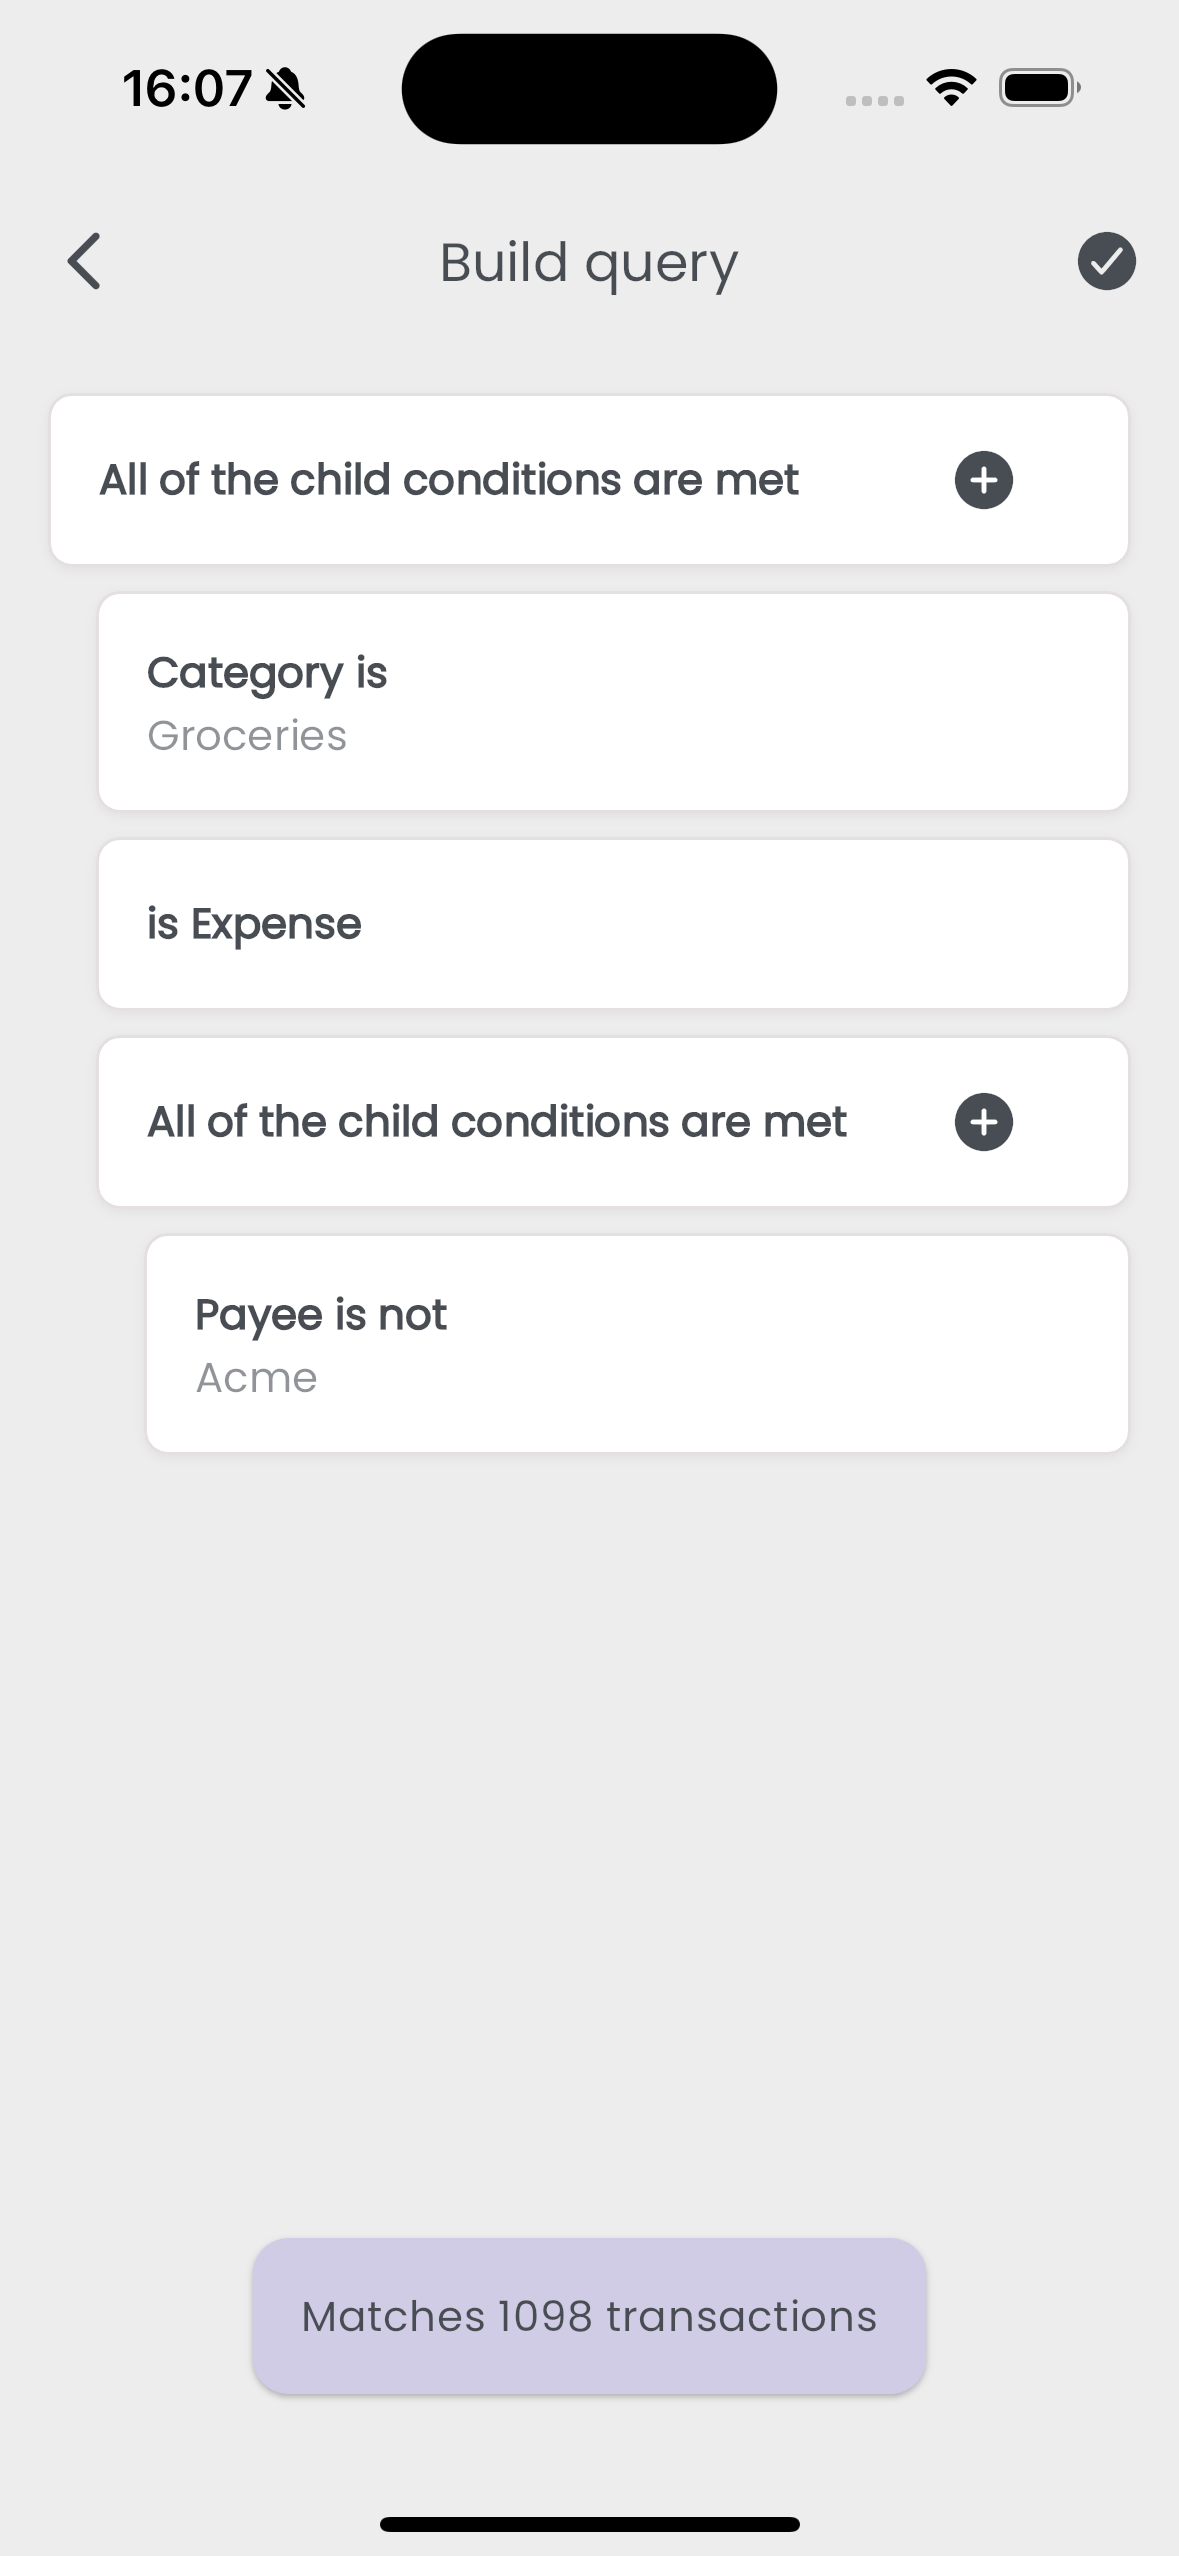 16:07
Build query
All of the child conditions are met
Category is
Groceries
is Expense
All of the child conditions are met
Payee is not
Acme
Matches 1098 transactions